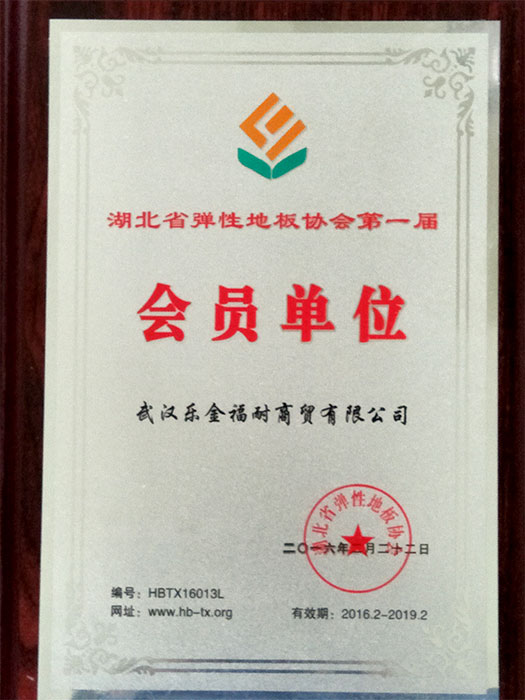 湖北省弹性地板协会第一届
会员单位
武汉乐金福耐商贸有限公司
湖北省弹性地板协会
二〇一六年二月二十二日
编号：HBTX16013L
网址：www.hb-tx.org
有效期：2016.2-2019.2